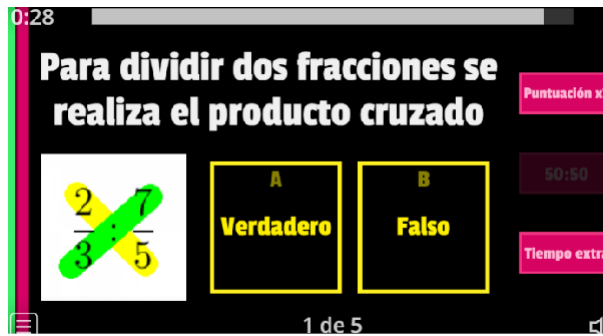 0:28
Para dividir dos fracciones se
realiza el producto cruzado
Puntuación x
50:50
Tiempo extra
2 7
: 
3 5
A
Verdadero
B
Falso
1 de 5